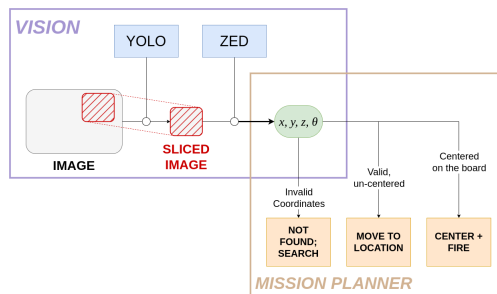 VISION
YOLO
ZED
x, y, z, θ
IMAGE
SLICED
IMAGE
Invalid
Coordinates
Valid,
un-centered
Centered
on the board
NOT
FOUND;
SEARCH
MOVE TO
LOCATION
CENTER +
FIRE
MISSION PLANNER